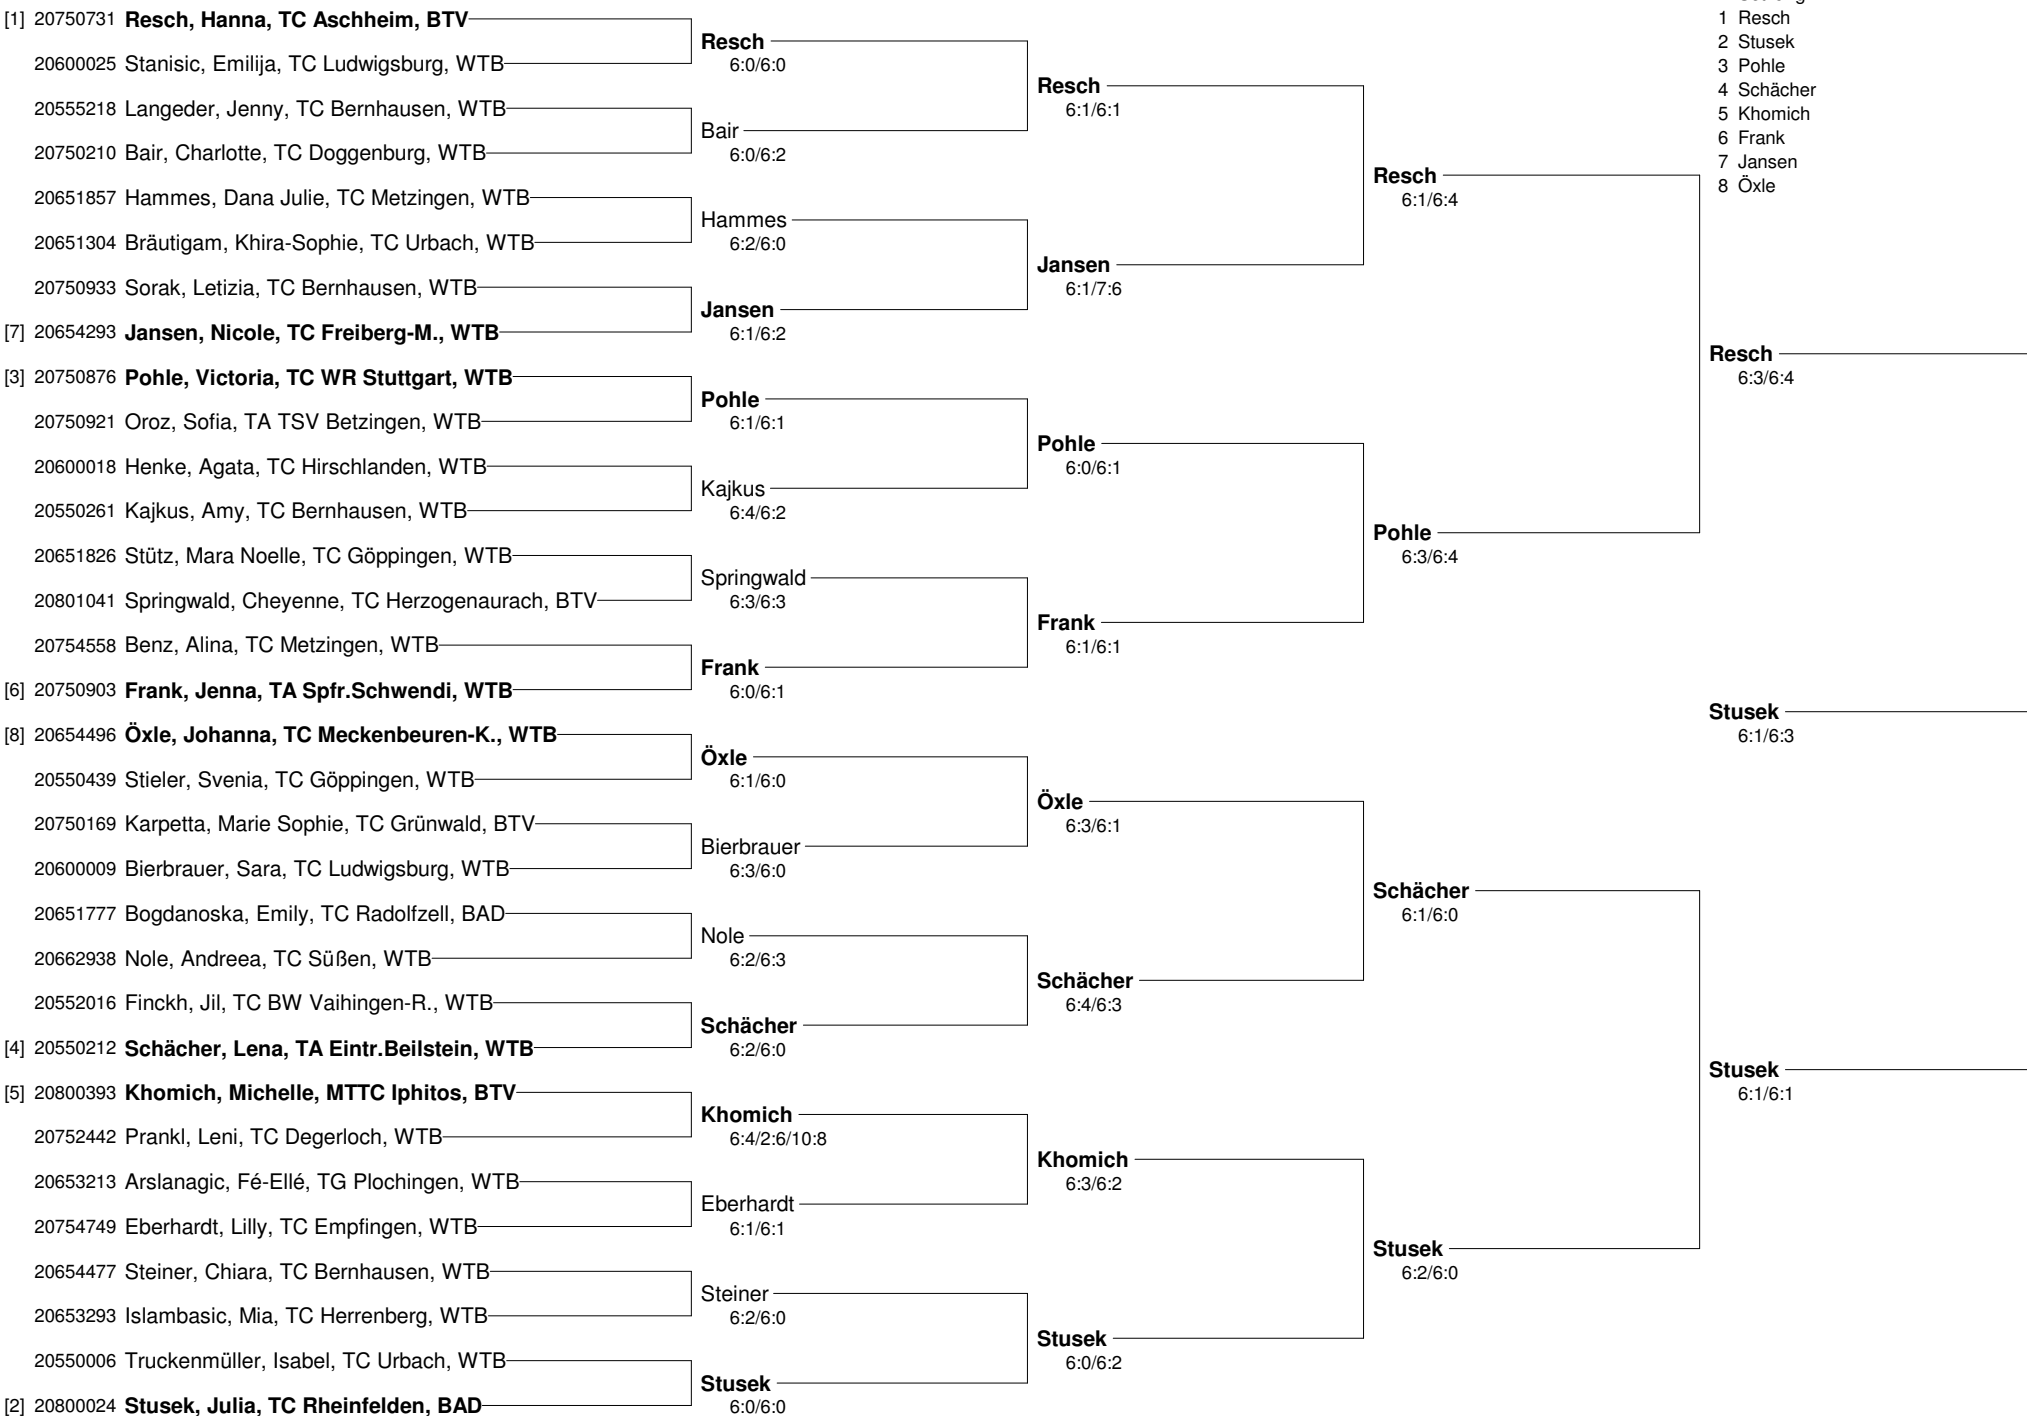 [1] 20750731 Resch, Hanna, TC Aschheim, BTV
20600025 Stanisic, Emilija, TC Ludwigsburg, WTB
20555218 Langeder, Jenny, TC Bernhausen, WTB
20750210 Bair, Charlotte, TC Doggenburg, WTB
20651857 Hammes, Dana Julie, TC Metzingen, WTB
20651304 Bräutigam, Khira-Sophie, TC Urbach, WTB
20750933 Sorak, Letizia, TC Bernhausen, WTB
[7] 20654293 Jansen, Nicole, TC Freiberg-M., WTB
[3] 20750876 Pohle, Victoria, TC WR Stuttgart, WTB
20750921 Oroz, Sofia, TA TSV Betzingen, WTB
20600018 Henke, Agata, TC Hirschlanden, WTB
20550261 Kajkus, Amy, TC Bernhausen, WTB
20651826 Stütz, Mara Noelle, TC Göppingen, WTB
20801041 Springwald, Cheyenne, TC Herzogenaurach, BTV
20754558 Benz, Alina, TC Metzingen, WTB
[6] 20750903 Frank, Jenna, TA Spfr.Schwendi, WTB
[8] 20654496 Öxle, Johanna, TC Meckenbeuren-K., WTB
20550439 Stieler, Svenia, TC Göppingen, WTB
20750169 Karpetta, Marie Sophie, TC Grünwald, BTV
20600009 Bierbrauer, Sara, TC Ludwigsburg, WTB
20651777 Bogdanoska, Emily, TC Radolfzell, BAD
20662938 Nole, Andreea, TC Süßen, WTB
20552016 Finckh, Jil, TC BW Vaihingen-R., WTB
[4] 20550212 Schächer, Lena, TA Eintr.Beilstein, WTB
[5] 20800393 Khomich, Michelle, MTTC Iphitos, BTV
20752442 Prankl, Leni, TC Degerloch, WTB
20653213 Arslanagic, Fé-Ellé, TG Plochingen, WTB
20754749 Eberhardt, Lilly, TC Empfingen, WTB
20654477 Steiner, Chiara, TC Bernhausen, WTB
20653293 Islambasic, Mia, TC Herrenberg, WTB
20550006 Truckenmüller, Isabel, TC Urbach, WTB
[2] 20800024 Stusek, Julia, TC Rheinfelden, BAD
Resch
6:0/6:0
Bair
6:0/6:2
Hammes
6:2/6:0
Jansen
6:1/6:2
Pohle
6:1/6:1
Kajkus
6:4/6:2
Springwald
6:3/6:3
Frank
6:0/6:1
Öxle
6:1/6:0
Bierbrauer
6:3/6:0
Nole
6:2/6:3
Schächer
6:2/6:0
Khomich
6:4/2:6/10:8
Eberhardt
6:1/6:1
Steiner
6:2/6:0
Stusek
6:0/6:0
Resch
6:1/6:1
Jansen
6:1/7:6
Pohle
6:0/6:1
Frank
6:1/6:1
Öxle
6:3/6:1
Schächer
6:4/6:3
Khomich
6:3/6:2
Stusek
6:0/6:2
Resch
6:1/6:4
Pohle
6:3/6:4
Schächer
6:1/6:0
Stusek
6:2/6:0
1 Resch
2 Stusek
3 Pohle
4 Schächer
5 Khomich
6 Frank
7 Jansen
8 Öxle
Resch
6:3/6:4
Stusek
6:1/6:3
Stusek
6:1/6:1